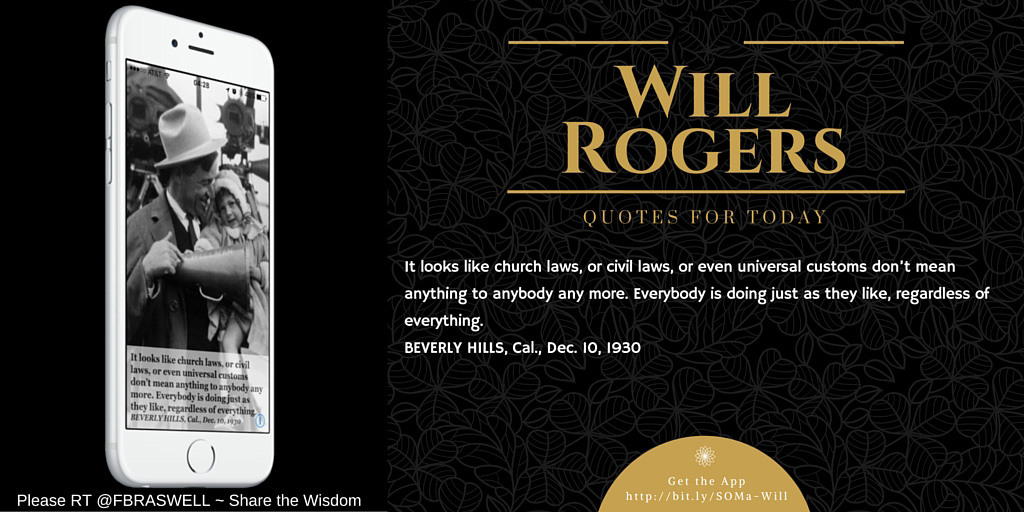 AT&T
04:28
It looks like church laws, or civil
laws, or even universal customs
don't mean anything to anybody any
more. Everybody is doing just as
they like, regardless of everything.
BEVERLY HILLS, Cal., Dec. 10, 1930
Please RT @FBRASWELL ~ Share the Wisdom
WILL
ROGERS
QUOTES FOR TODAY
It looks like church laws, or civil laws, or even universal customs don't mean
anything to anybody any more. Everybody is doing just as they like, regardless of
everything.
BEVERLY HILLS, Cal., Dec. 10, 1930
Get the App
http://bit.ly/SOMa-Will